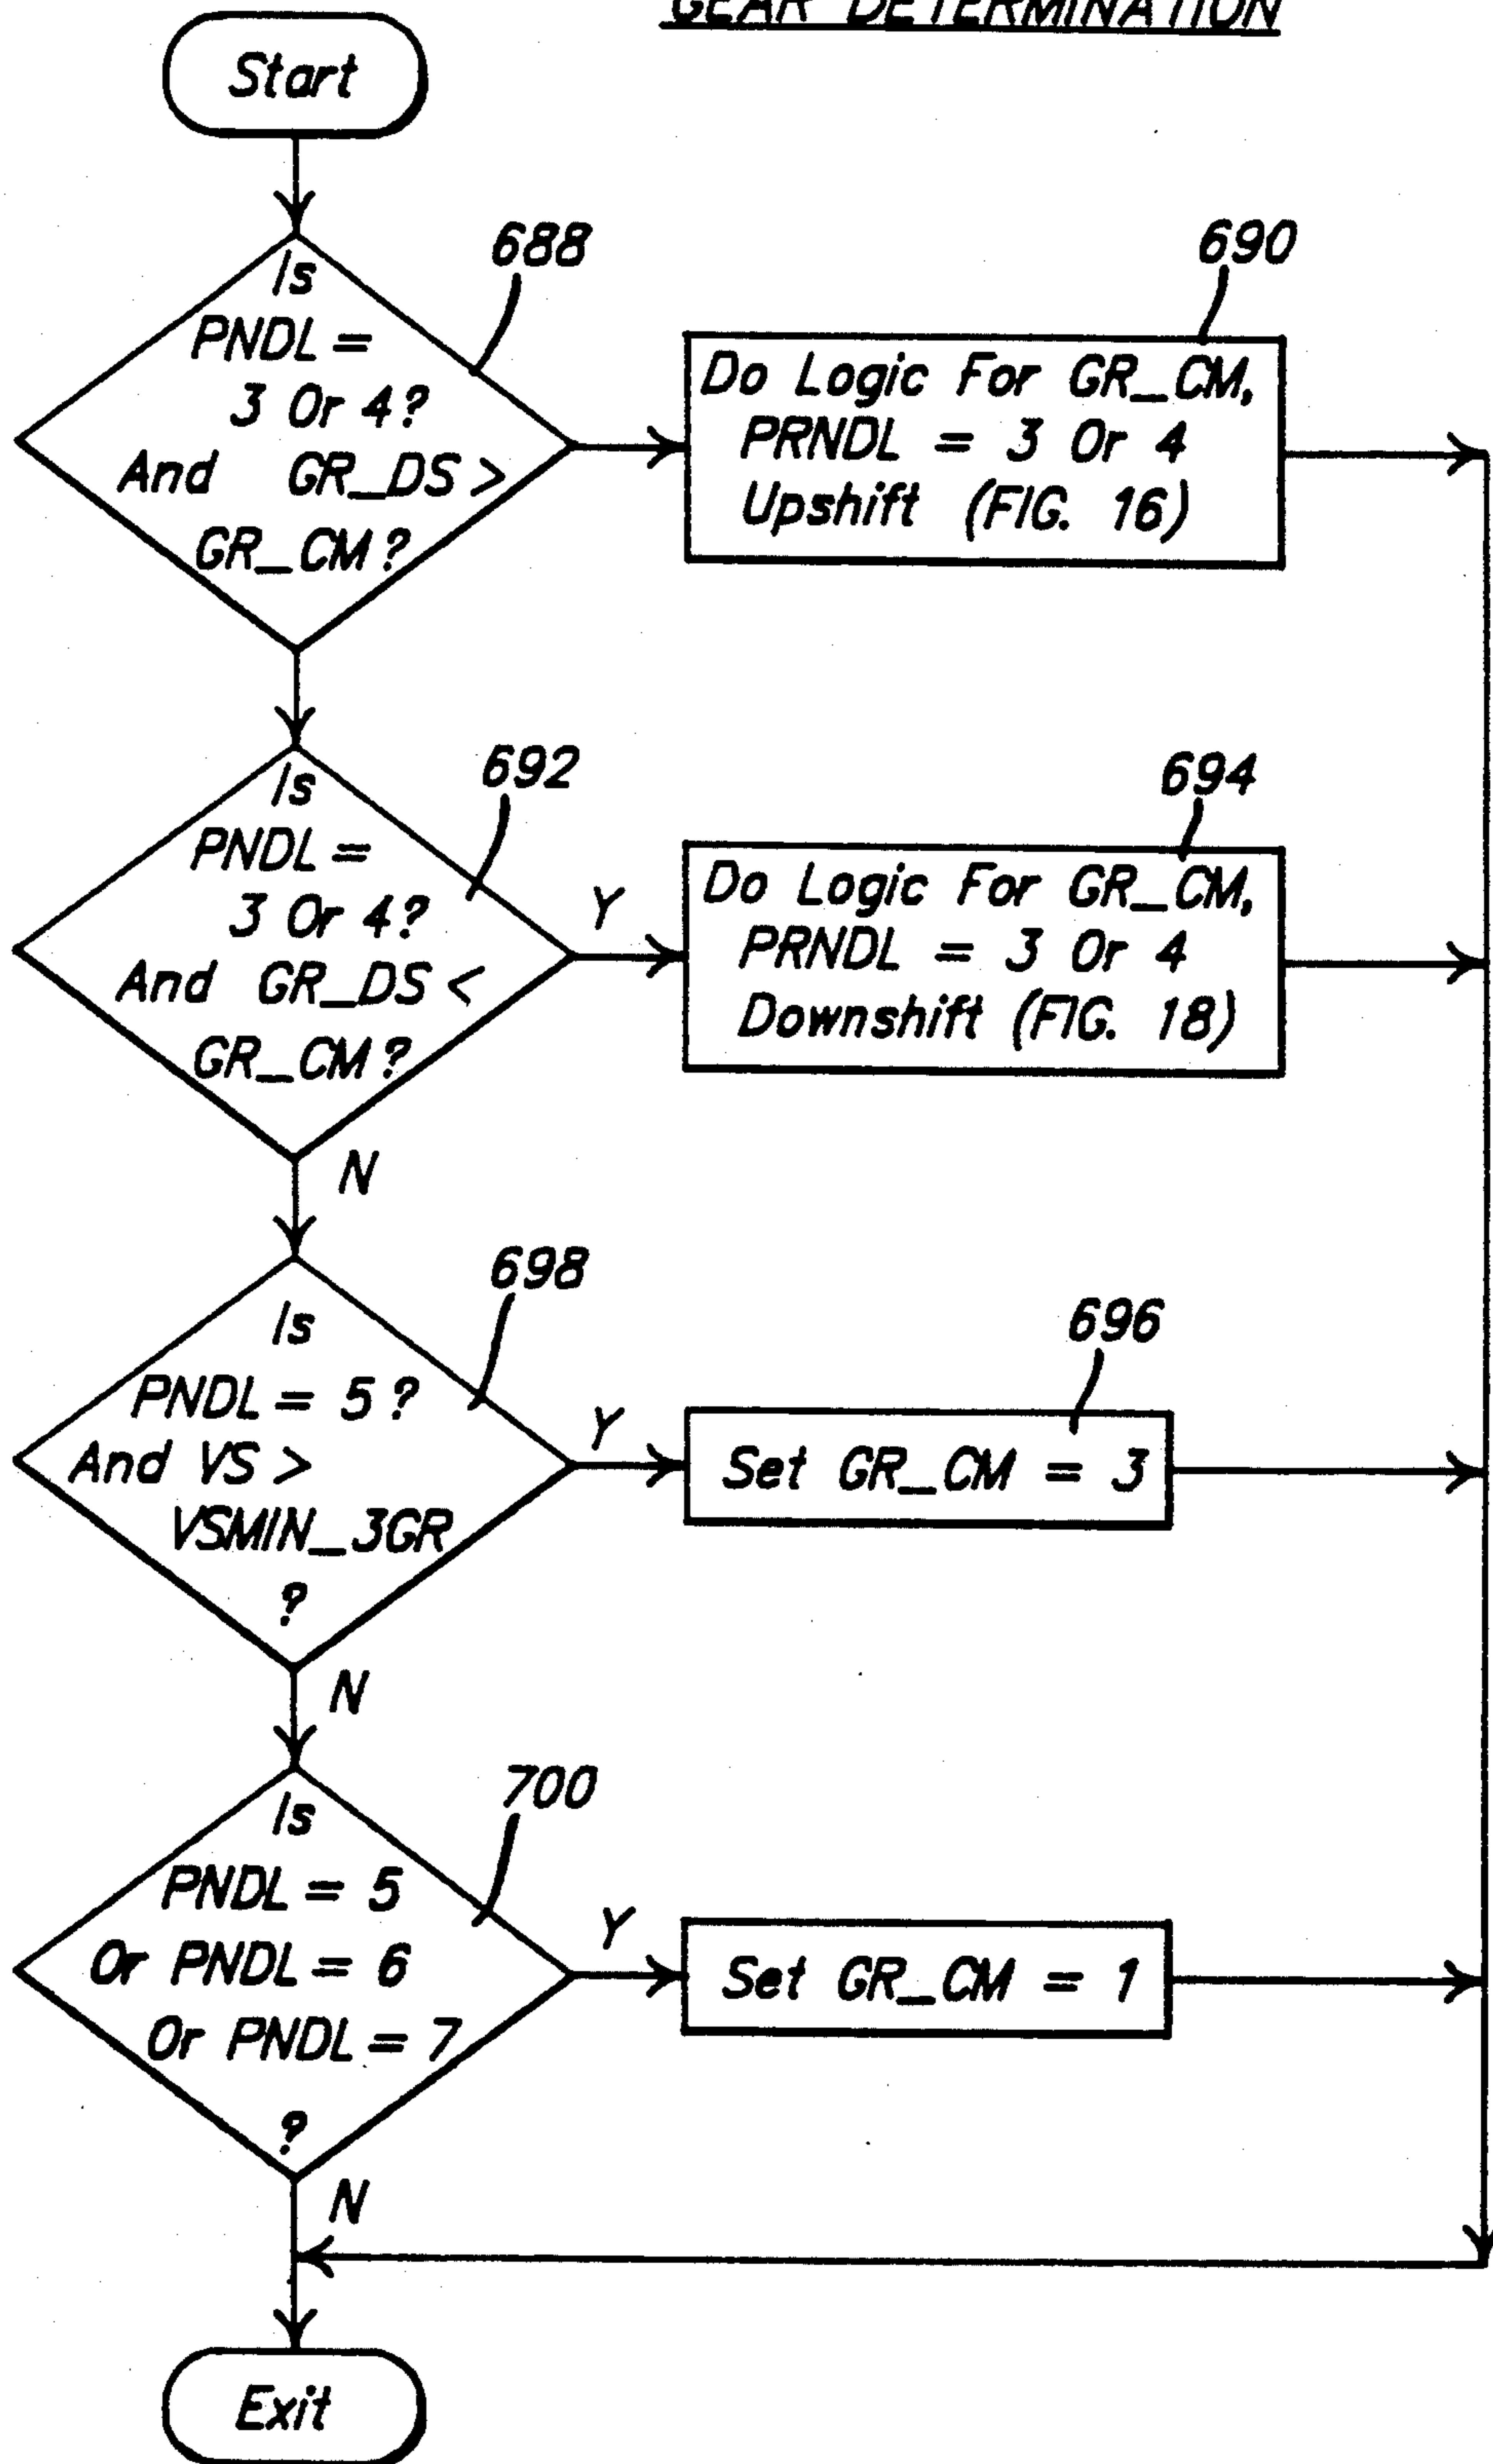 GEAR DETERMINATION
Start
688
Is
PNDL =
3 Or 4?
And GR_DS >
GR_CM?
690
Do Logic For GR_CM,
PRNDL = 3 Or 4
Upshift (FIG. 16)
692
Is
PNDL =
3 Or 4?
And GR_DS <
GR_CM?
Y
N
694
Do Logic For GR_CM,
PRNDL = 3 Or 4
Downshift (FIG. 18)
698
Is
PNDL = 5?
And VS >
VSMIN_3GR
?
Y
N
696
Set GR_CM = 3
700
Is
PNDL = 5
Or PNDL = 6
Or PNDL = 7
?
Y
N
Set GR_CM = 1
Exit